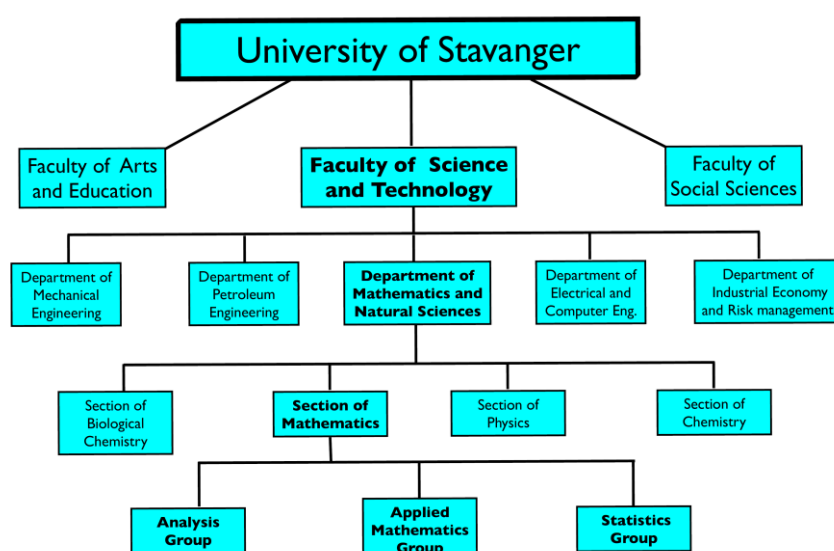 University of Stavanger
Faculty of Arts
and Education
Faculty of Science
and Technology
Faculty of
Social Sciences
Department of
Mechanical
Engineering
Department of
Petroleum
Engineering
Department of
Mathematics and
Natural Sciences
Department of
Electrical and
Computer Eng.
Department of
Industrial Economy
and Risk management
Section of
Biological
Chemistry
Section of
Mathematics
Section of
Physics
Section of
Chemistry
Analysis
Group
Applied
Mathematics
Group
Statistics
Group